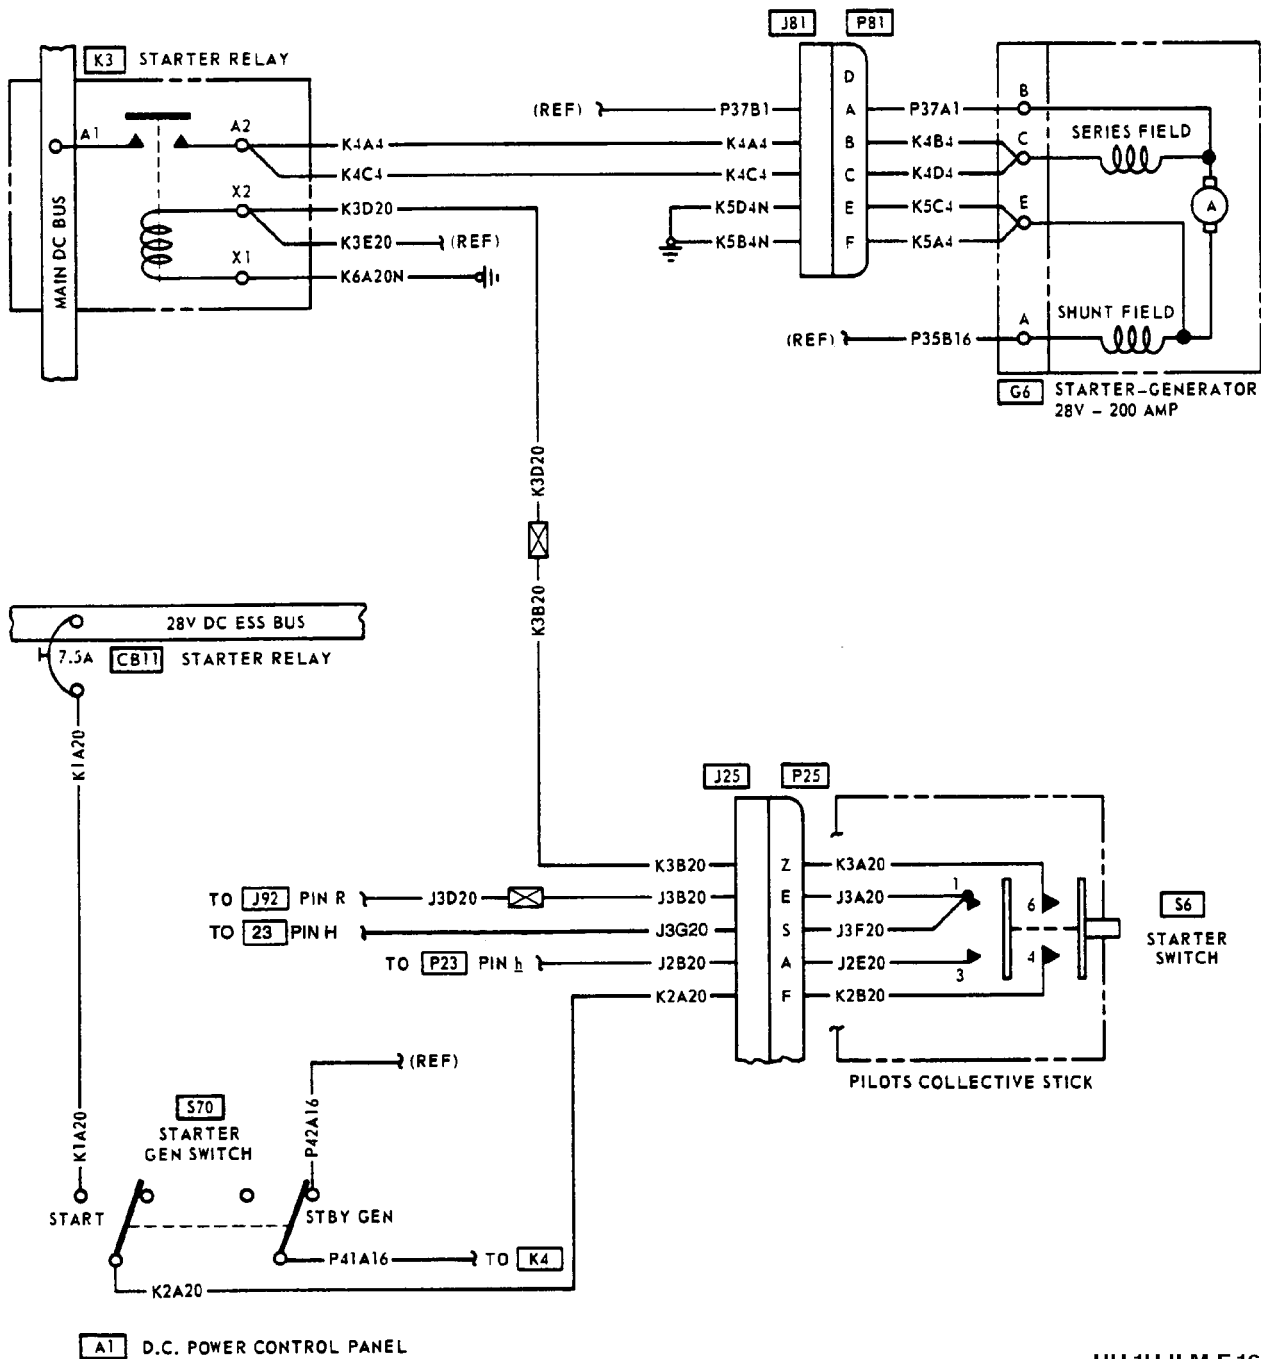 J81 P81
K3 STARTER RELAY
D
(REF) P37B1 A P37A1 B
A1 A2
K4A4 K4A4 B K4B4 C SERIES FIELD
K4C4 K4C4 C K4D4
X2 K3D20 K5D4N E K5C4 E A
K3E20 (REF) K5B4N F K5A4
X1 K6A20N
MAIN DC BUS
(REF) P35B16 A SHUNT FIELD
G6 STARTER-GENERATOR
28V - 200 AMP
K3D20
K3B20
28V DC ESS BUS
7.5A CB11 STARTER RELAY
K1A20
J25 P25
K3B20 Z K3A20
TO J92 PIN R J3D20 J3B20 E J3A20 1 6 S6
TO 23 PIN H J3G20 S J3F20 STARTER
TO P23 PIN h J2B20 A J2E20 3 4 SWITCH
K2A20 F K2B20
PILOTS COLLECTIVE STICK
(REF)
S70
STARTER
GEN SWITCH
K1A20
P42A16
START STBY GEN
P41A16 TO K4
K2A20
A1 D.C. POWER CONTROL PANEL